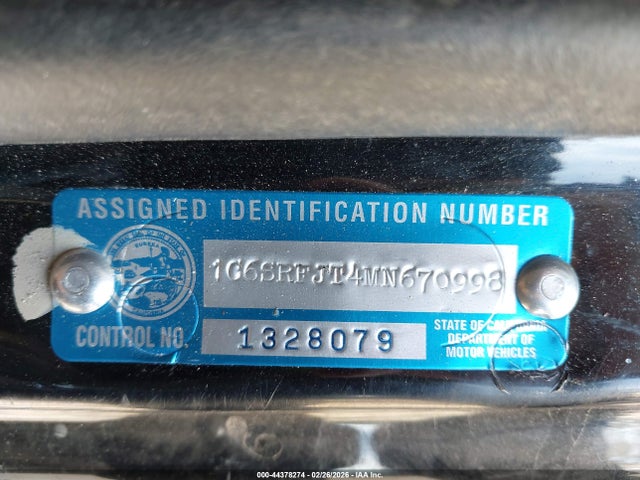 ASSIGNED IDENTIFICATION NUMBER
1G6SRFJT4MN670998
CONTROL NO. 1328079
STATE OF CALIFORNIA
DEPARTMENT OF
MOTOR VEHICLES
000-44378274 - 02/26/2026 - © IAA Inc.